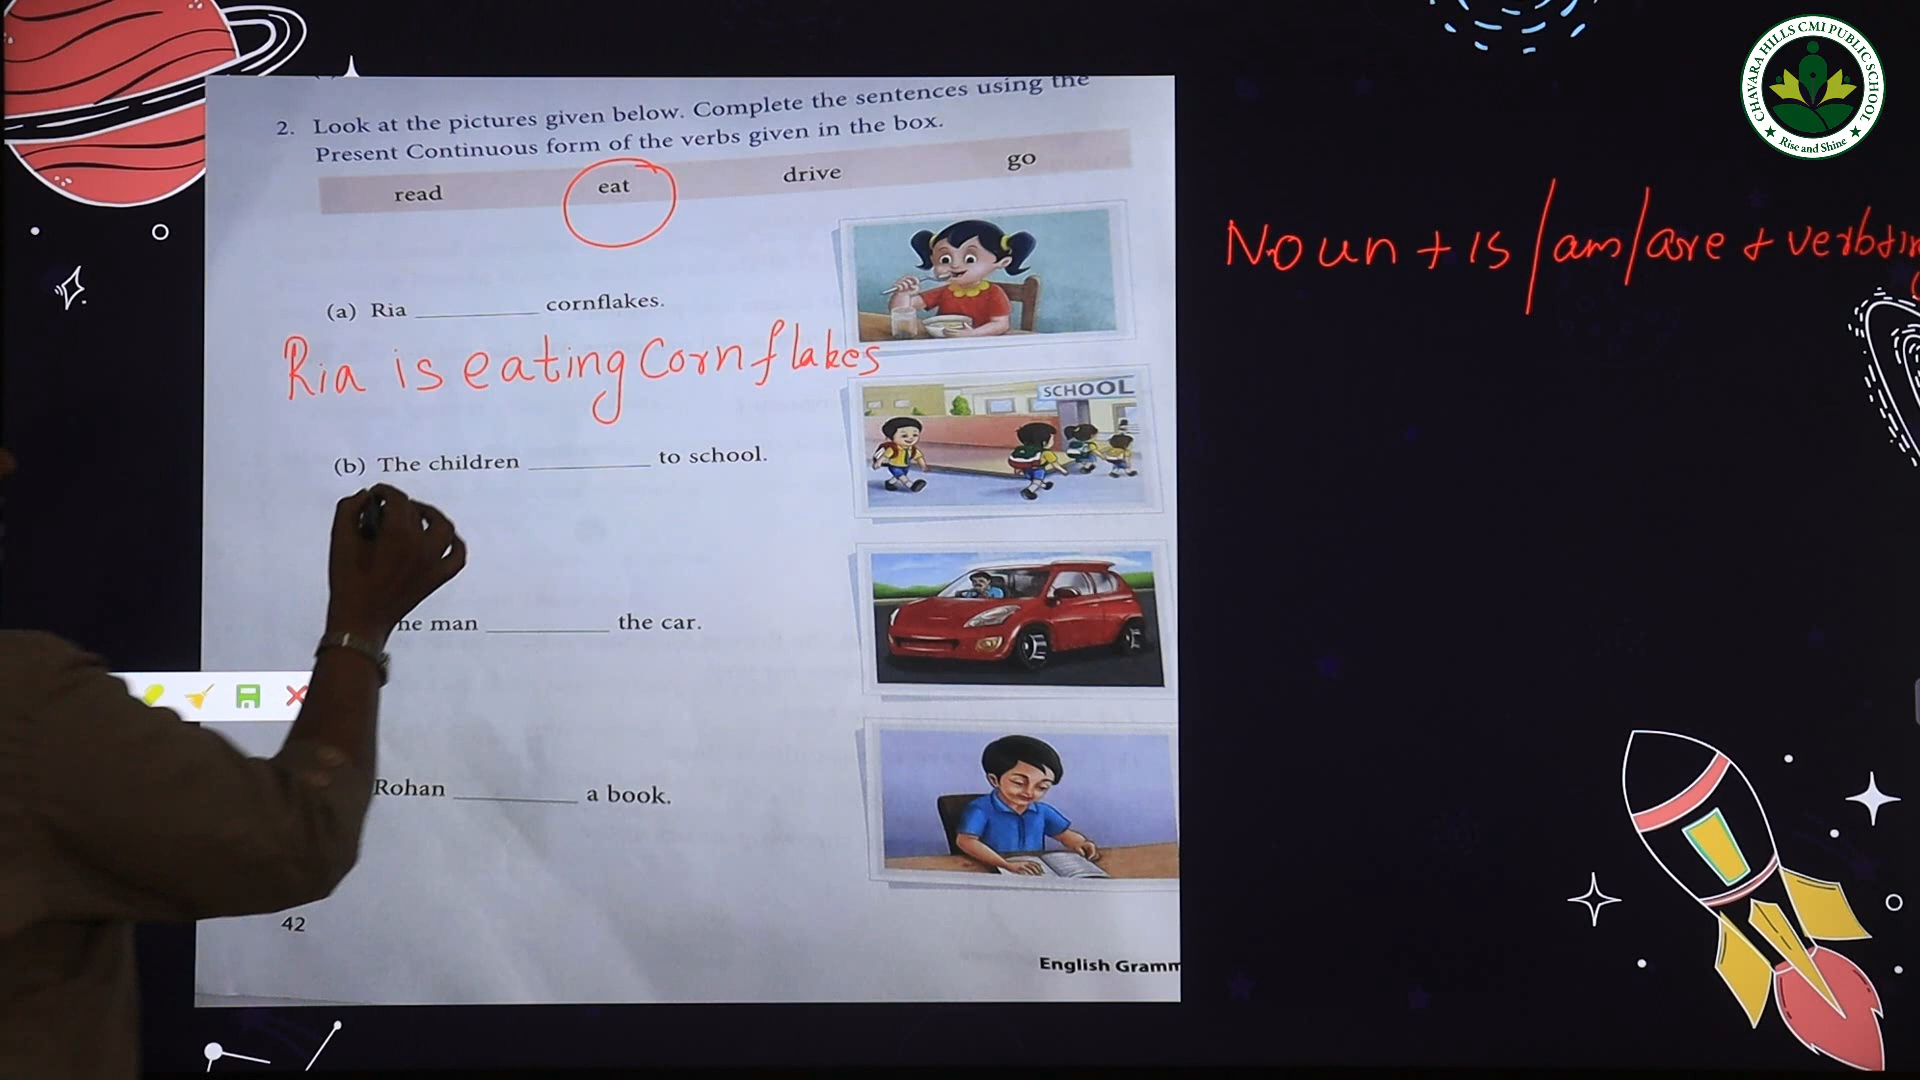 CHAVARA HILLS CMI PUBLIC SCHOOL
Rise and Shine
2. Look at the pictures given below. Complete the sentences using the
Present Continuous form of the verbs given in the box.
read eat drive go
Noun + is/am/are + verb+ing
(a) Ria __________ cornflakes.
Ria is eating Cornflakes
SCHOOL
(b) The children __________ to school.
he man __________ the car.
Rohan __________ a book.
42
English Gramm